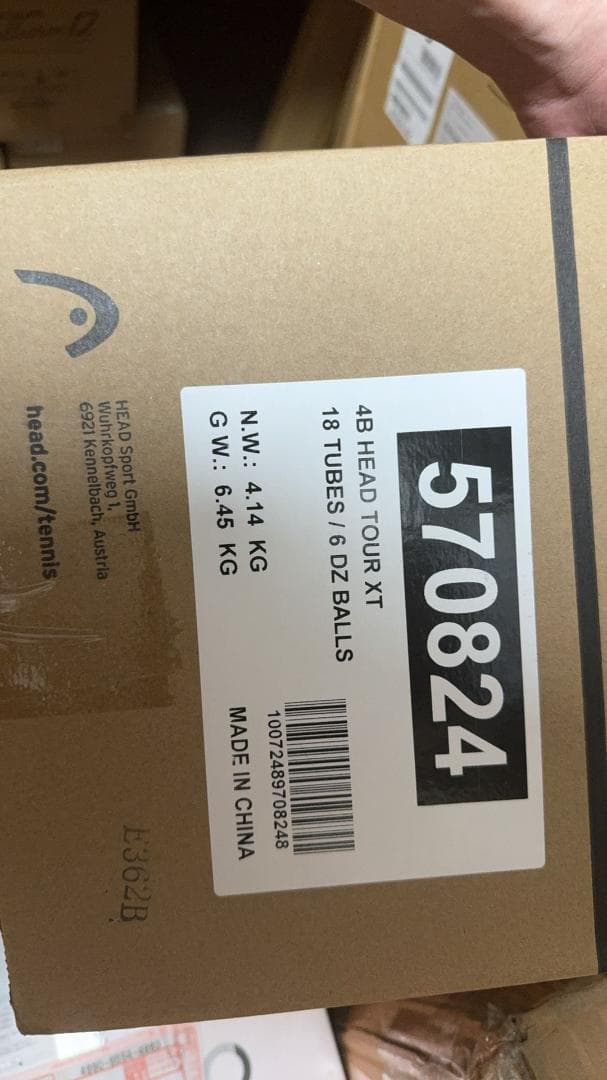 570824
4B HEAD TOUR XT
18 TUBES / 6 DZ BALLS
N.W.: 4.14 KG
G W.: 6.45 KG
10072489708248
MADE IN CHINA
HEAD Sport GmbH
Wuhrkopfweg 1,
6921 Kennelbach, Austria
head.com/tennis
E362B